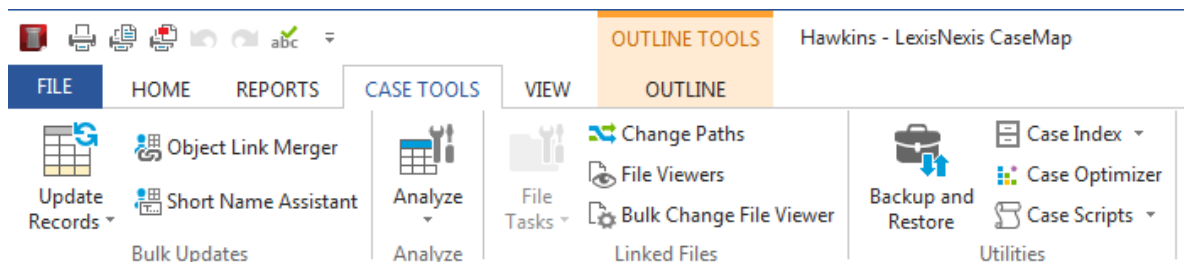 abc
OUTLINE TOOLS Hawkins - LexisNexis CaseMap
FILE HOME REPORTS CASE TOOLS VIEW OUTLINE
Update Records
Object Link Merger
Short Name Assistant
Bulk Updates
Analyze
Analyze
File Tasks
Change Paths
File Viewers
Bulk Change File Viewer
Linked Files
Backup and Restore
Case Index
Case Optimizer
Case Scripts
Utilities